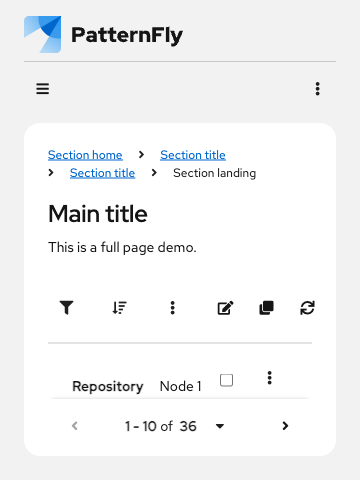 PatternFly
Section home Section title
Section title Section landing
Main title
This is a full page demo.
Repository Node 1
1 - 10 of 36